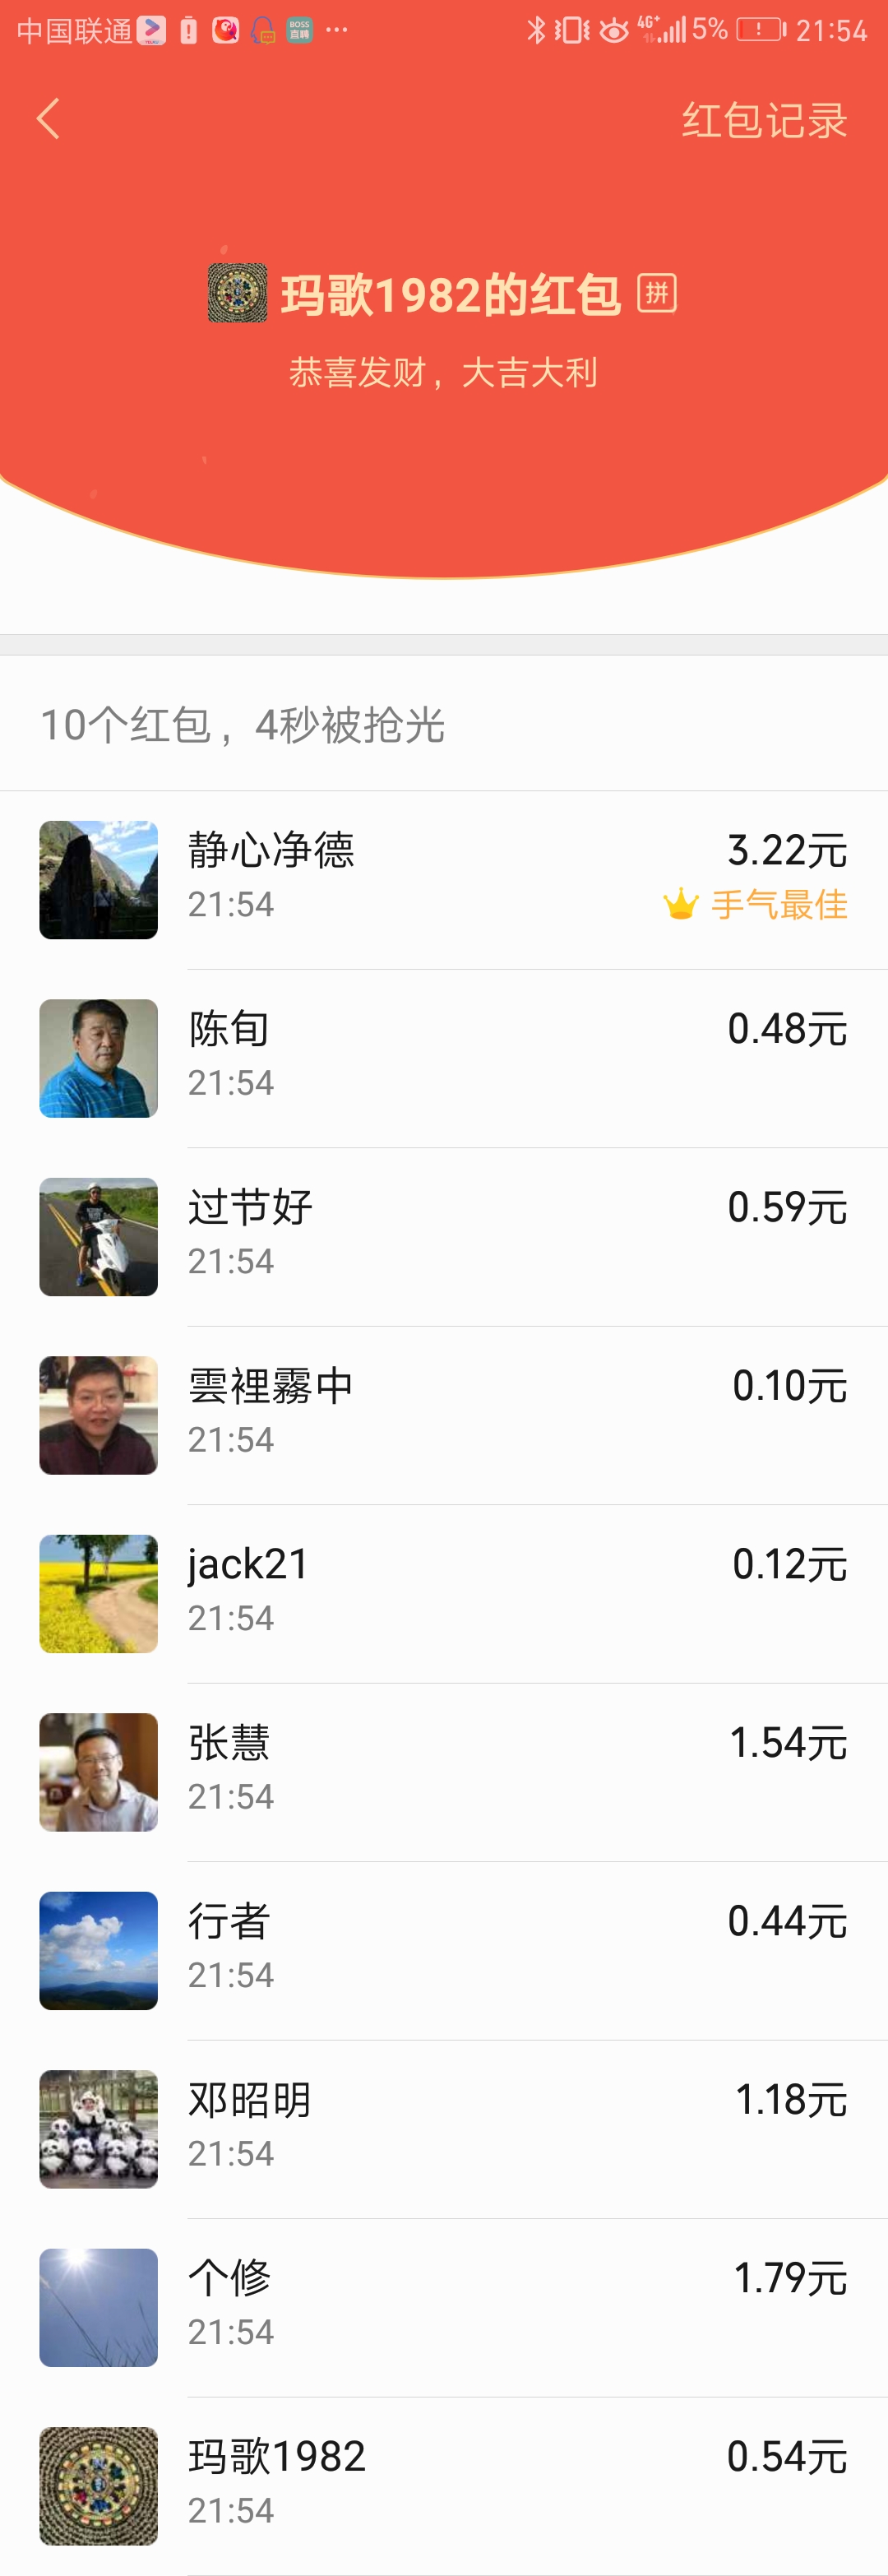 中国联通 BOSS直聘 ... 4G+ 5% 21:54
红包记录
玛歌1982的红包 拼
恭喜发财，大吉大利
10个红包，4秒被抢光
静心净德 3.22元
21:54 手气最佳
陈旬 0.48元
21:54
过节好 0.59元
21:54
雲裡霧中 0.10元
21:54
jack21 0.12元
21:54
张慧 1.54元
21:54
行者 0.44元
21:54
邓昭明 1.18元
21:54
个修 1.79元
21:54
玛歌1982 0.54元
21:54